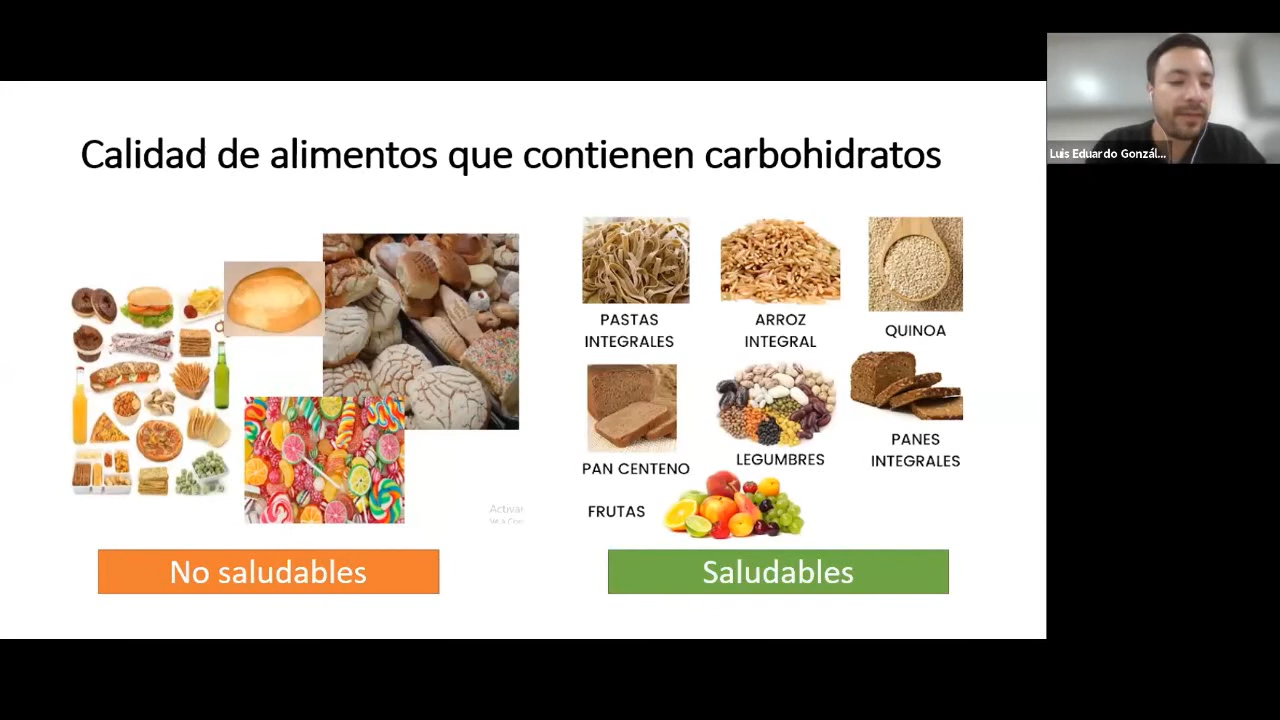 Calidad de alimentos que contienen carbohidratos
Luis Eduardo Gonzál...
PASTAS
INTEGRALES
ARROZ
INTEGRAL
QUINOA
PAN CENTENO
LEGUMBRES
PANES
INTEGRALES
FRUTAS
Activar
No saludables
Saludables